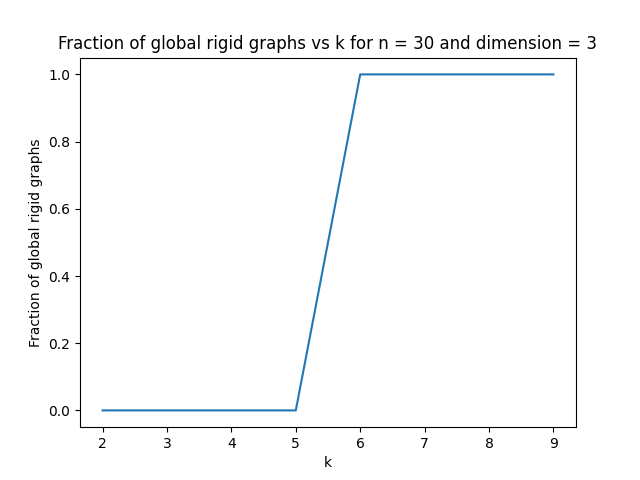 Fraction of global rigid graphs vs k for n = 30 and dimension = 3
1.0
0.8
0.6
0.4
0.2
0.0
Fraction of global rigid graphs
2 3 4 5 6 7 8 9
k